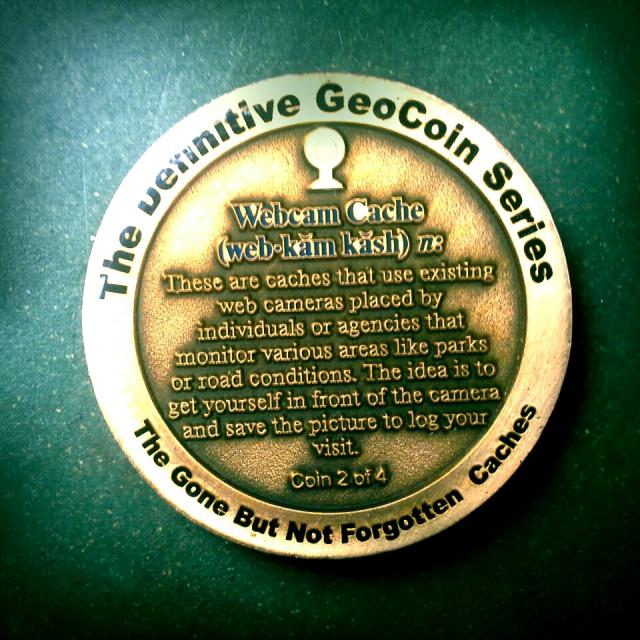 The Definitive GeoCoin Series
Webcam Cache
(web·kăm kăsh) n:
These are caches that use existing
web cameras placed by
individuals or agencies that
monitor various areas like parks
or road conditions. The idea is to
get yourself in front of the camera
and save the picture to log your
visit.
Coin 2 of 4
The Gone But Not Forgotten Caches